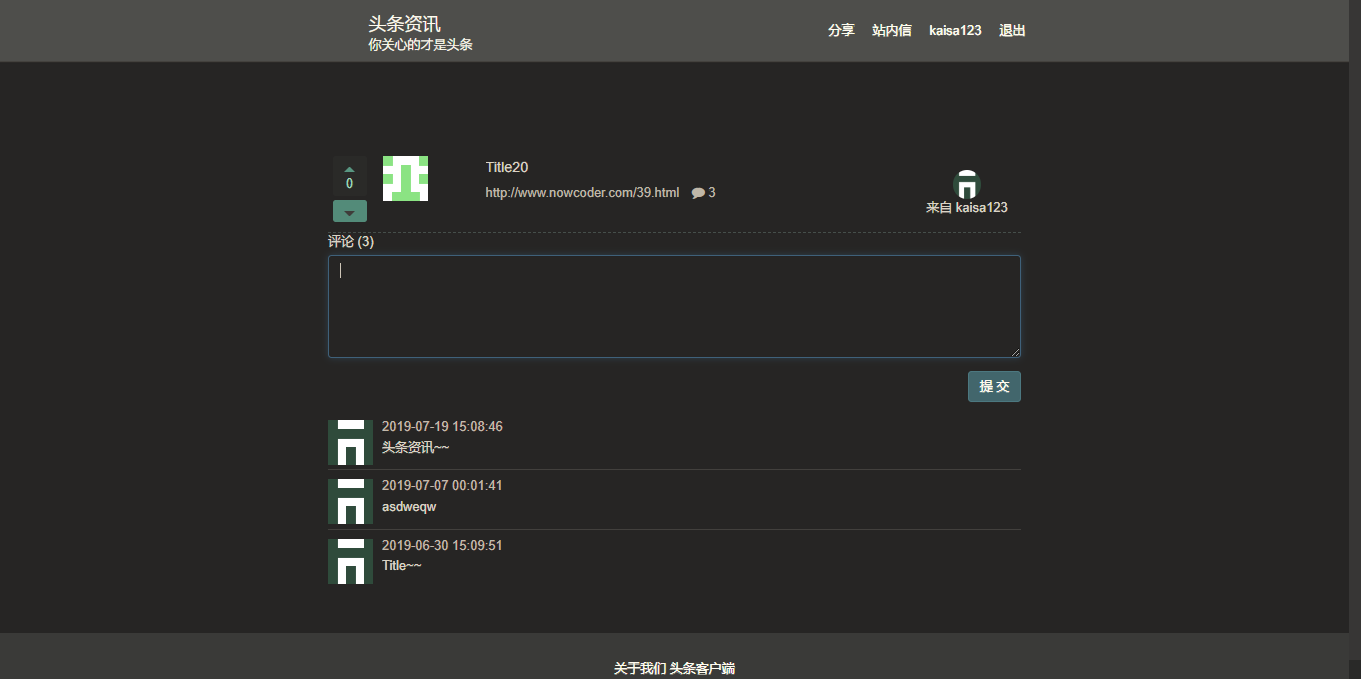 头条资讯
你关心的才是头条
分享 站内信 kaisa123 退出
0
Title20
http://www.nowcoder.com/39.html 3
来自 kaisa123
评论 (3)
提 交
2019-07-19 15:08:46
头条资讯~~
2019-07-07 00:01:41
asdweqw
2019-06-30 15:09:51
Title~~
关于我们 头条客户端